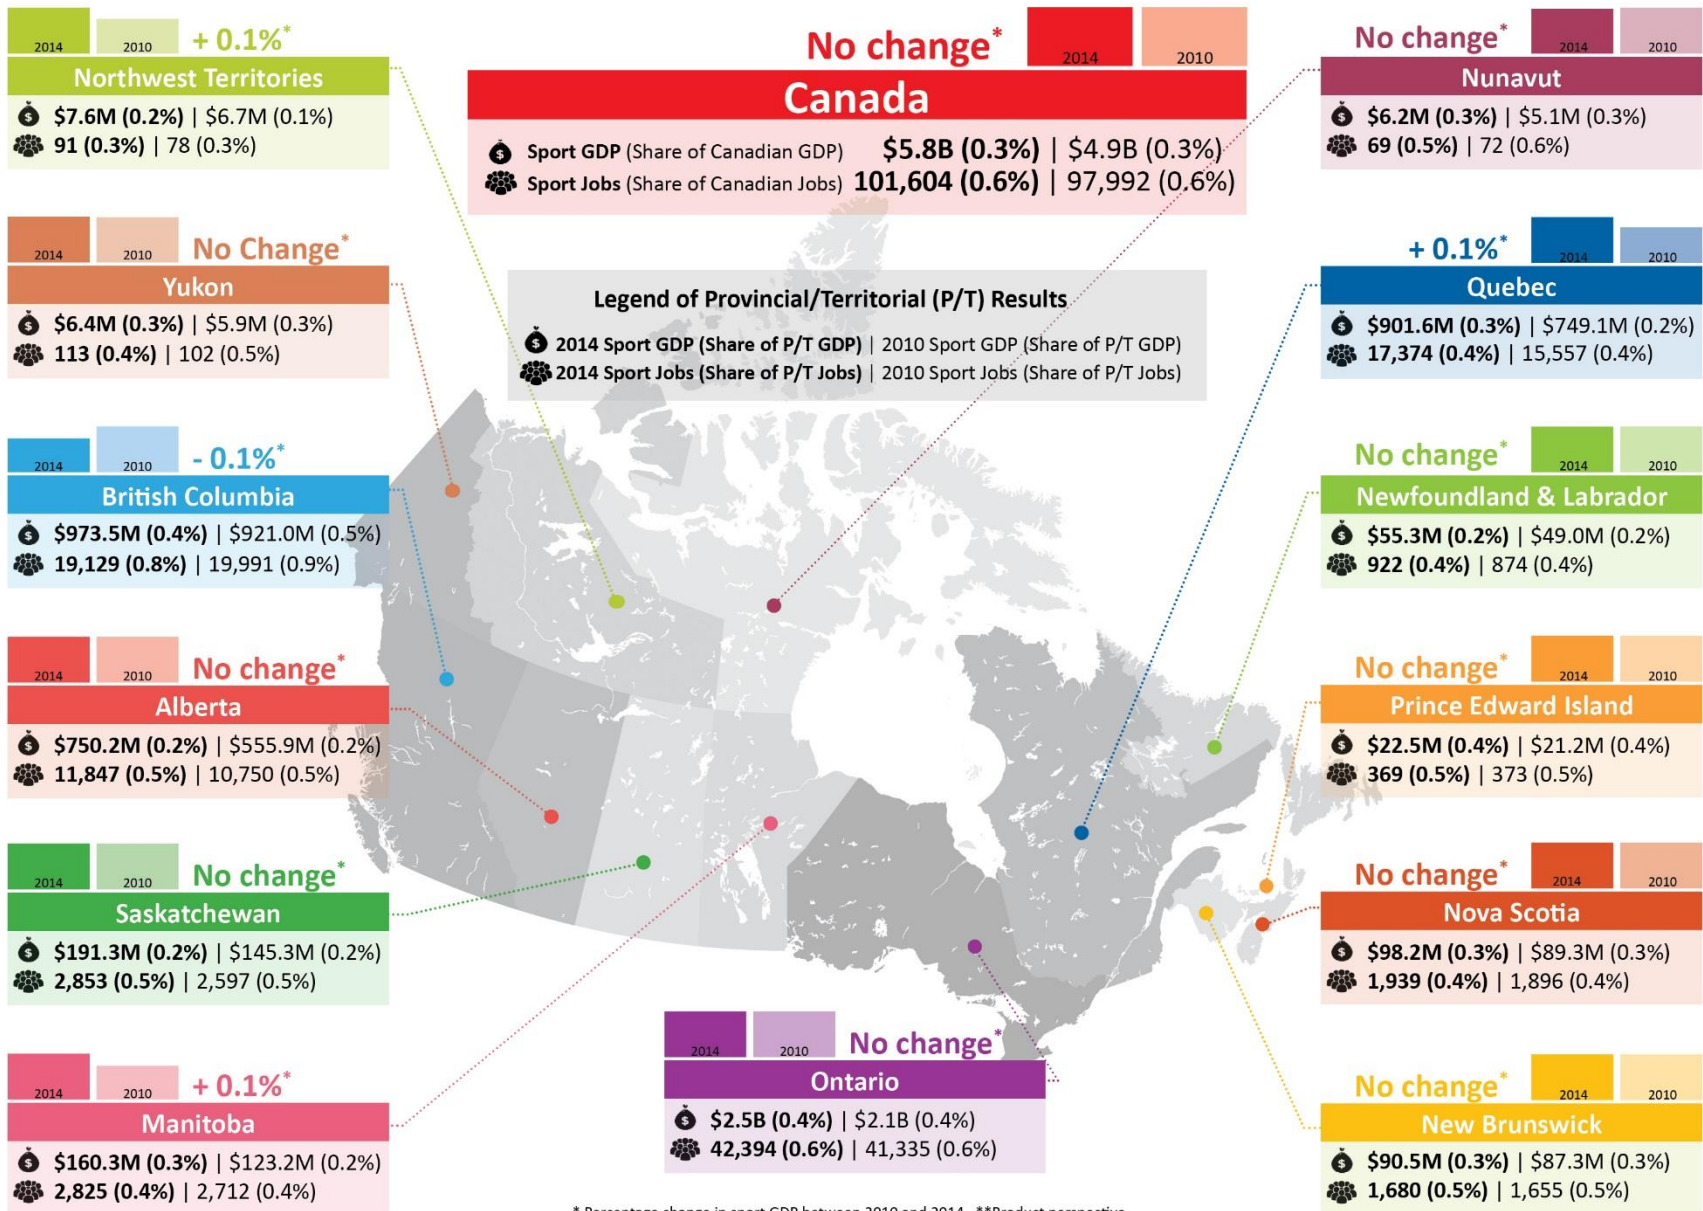 2014 2010 + 0.1%*
Northwest Territories
$7.6M (0.2%) | $6.7M (0.1%)
91 (0.3%) | 78 (0.3%)
2014 2010 No Change*
Yukon
$6.4M (0.3%) | $5.9M (0.3%)
113 (0.4%) | 102 (0.5%)
2014 2010 - 0.1%*
British Columbia
$973.5M (0.4%) | $921.0M (0.5%)
19,129 (0.8%) | 19,991 (0.9%)
2014 2010 No change*
Alberta
$750.2M (0.2%) | $555.9M (0.2%)
11,847 (0.5%) | 10,750 (0.5%)
2014 2010 No change*
Saskatchewan
$191.3M (0.2%) | $145.3M (0.2%)
2,853 (0.5%) | 2,597 (0.5%)
2014 2010 + 0.1%*
Manitoba
$160.3M (0.3%) | $123.2M (0.2%)
2,825 (0.4%) | 2,712 (0.4%)
No change* 2014 2010
Canada
Sport GDP (Share of Canadian GDP) $5.8B (0.3%) | $4.9B (0.3%)
Sport Jobs (Share of Canadian Jobs) 101,604 (0.6%) | 97,992 (0.6%)
Legend of Provincial/Territorial (P/T) Results
2014 Sport GDP (Share of P/T GDP) | 2010 Sport GDP (Share of P/T GDP)
2014 Sport Jobs (Share of P/T Jobs) | 2010 Sport Jobs (Share of P/T Jobs)
2014 2010 No change*
Ontario
$2.5B (0.4%) | $2.1B (0.4%)
42,394 (0.6%) | 41,335 (0.6%)
No change* 2014 2010
Nunavut
$6.2M (0.3%) | $5.1M (0.3%)
69 (0.5%) | 72 (0.6%)
+ 0.1%* 2014 2010
Quebec
$901.6M (0.3%) | $749.1M (0.2%)
17,374 (0.4%) | 15,557 (0.4%)
No change* 2014 2010
Newfoundland & Labrador
$55.3M (0.2%) | $49.0M (0.2%)
922 (0.4%) | 874 (0.4%)
No change* 2014 2010
Prince Edward Island
$22.5M (0.4%) | $21.2M (0.4%)
369 (0.5%) | 373 (0.5%)
No change* 2014 2010
Nova Scotia
$98.2M (0.3%) | $89.3M (0.3%)
1,939 (0.4%) | 1,896 (0.4%)
No change* 2014 2010
New Brunswick
$90.5M (0.3%) | $87.3M (0.3%)
1,680 (0.5%) | 1,655 (0.5%)
* Percentage change in sport GDP between 2010 and 2014 **Product perspective